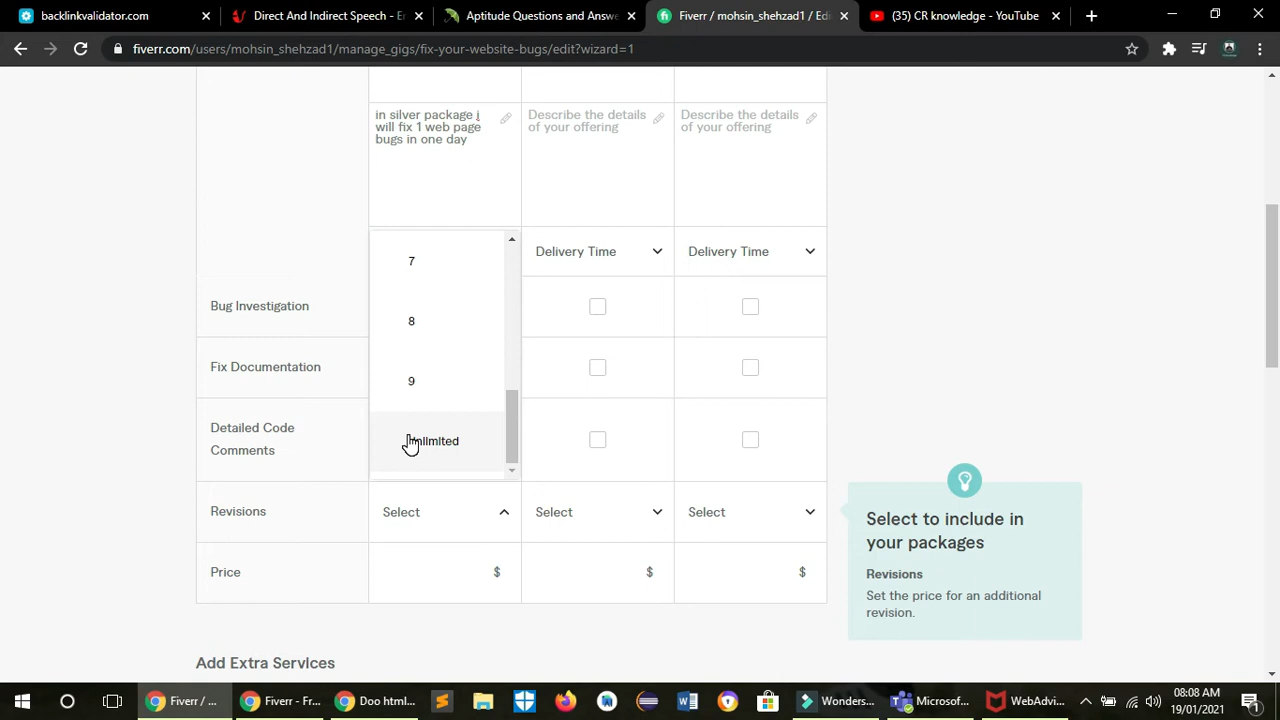 backlinkvalidator.com
Direct And Indirect Speech - En
Aptitude Questions and Answe
Fiverr / mohsin_shehzad1 / Edi
(35) CR knowledge - YouTube
fiverr.com/users/mohsin_shehzad1/manage_gigs/fix-your-website-bugs/edit?wizard=1
in silver package i
will fix 1 web page
bugs in one day
Describe the details
of your offering
Describe the details
of your offering
7
Delivery Time
Delivery Time
Bug Investigation
8
Fix Documentation
9
Detailed Code
Comments
Unlimited
Revisions
Select
Select
Select
Price
$
$
$
Select to include in
your packages
Revisions
Set the price for an additional
revision.
Add Extra Services
Fiverr / ...
Fiverr - Fr...
Doo html...
Wonders...
Microsof...
WebAdvi...
08:08 AM
19/01/2021